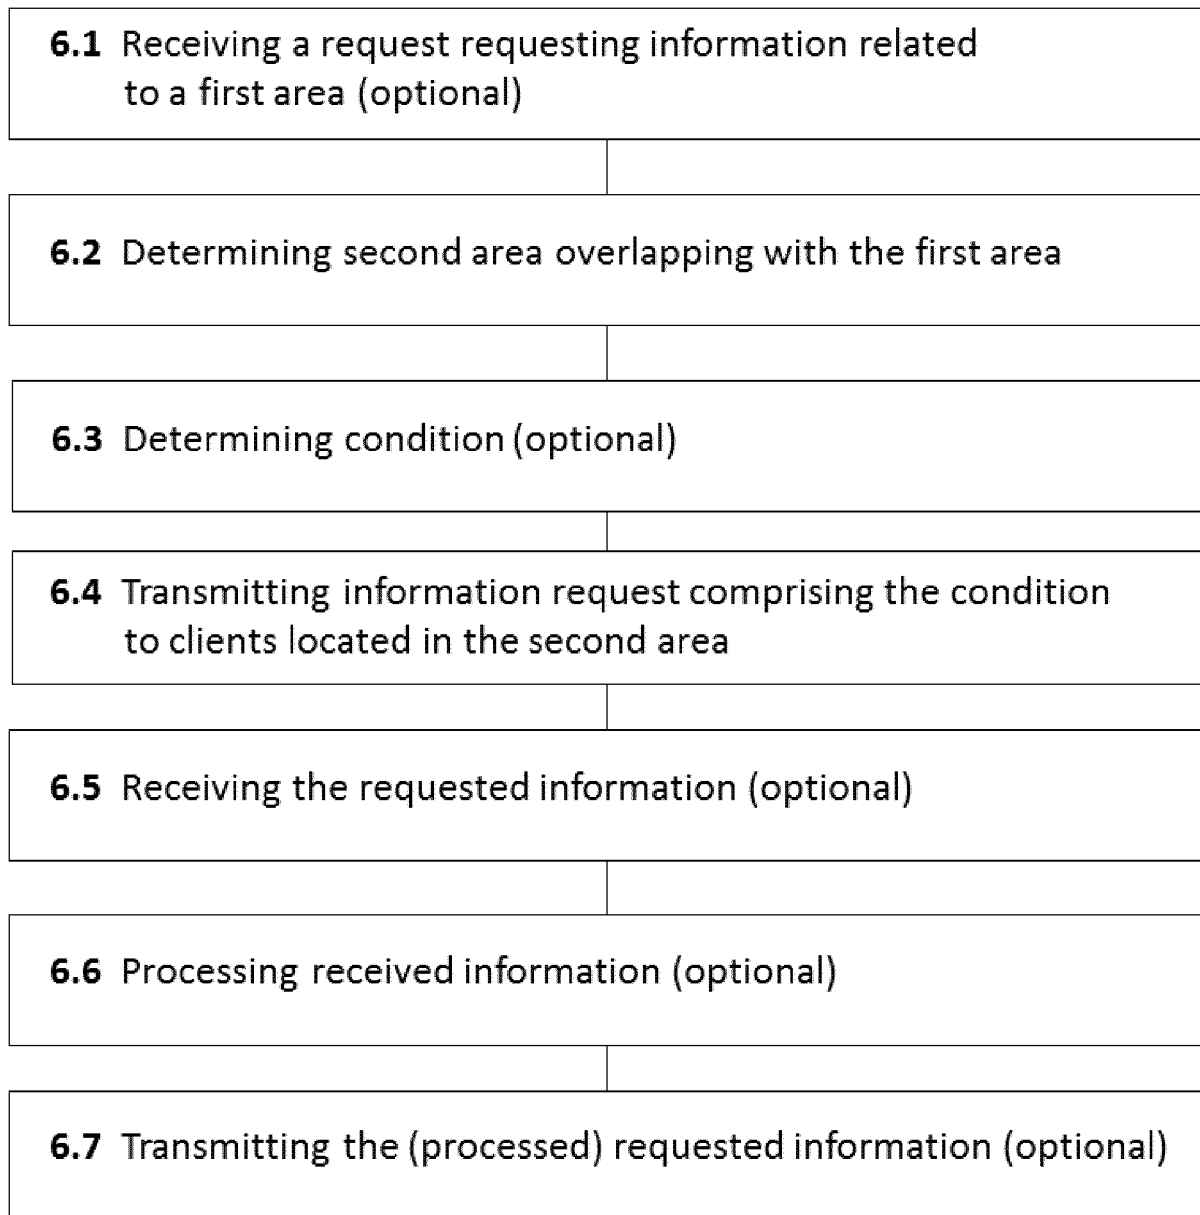 6.1 Receiving a request requesting information related
to a first area (optional)
6.2 Determining second area overlapping with the first area
6.3 Determining condition (optional)
6.4 Transmitting information request comprising the condition
to clients located in the second area
6.5 Receiving the requested information (optional)
6.6 Processing received information (optional)
6.7 Transmitting the (processed) requested information (optional)